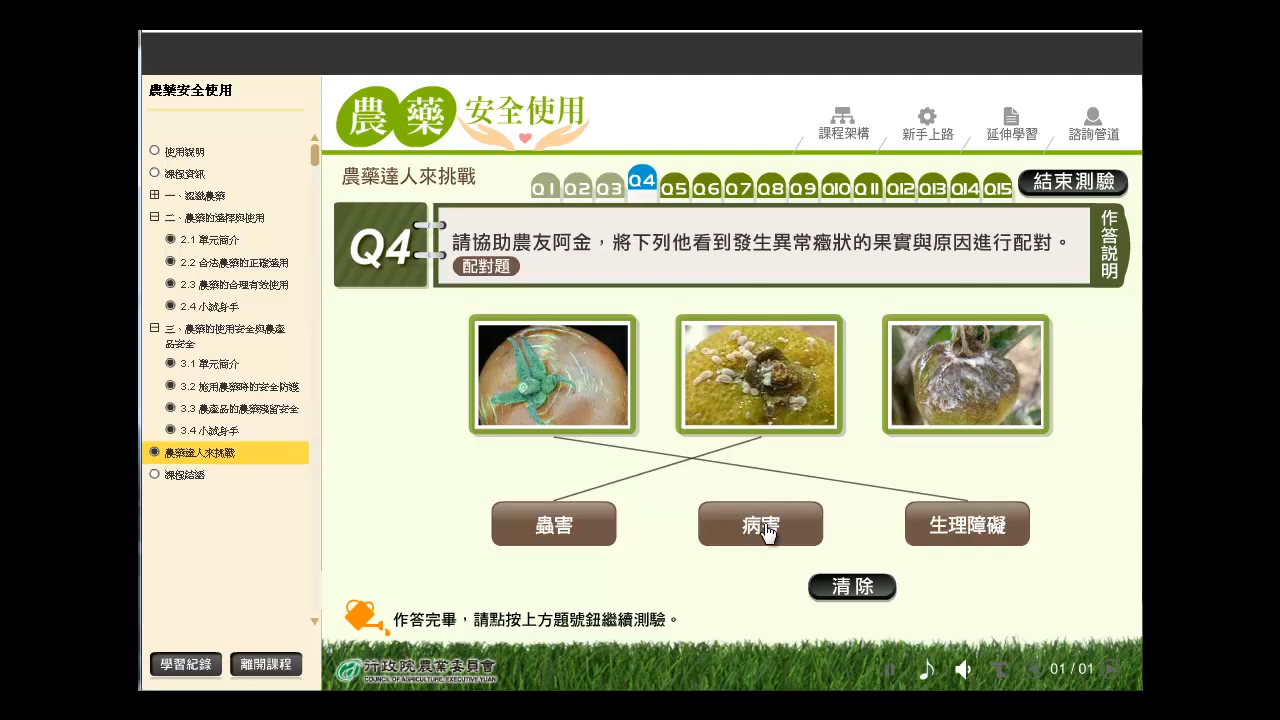 農藥安全使用
使用說明
課程資訊
一、認識農藥
二、農藥的選擇與使用
2.1 單元簡介
2.2 合法農藥的正確選用
2.3 農藥的合理有效使用
2.4 小試身手
三、農藥的使用安全與農產
品安全
3.1 單元簡介
3.2 施用農藥時的安全防護
3.3 農產品的農藥殘留安全
3.4 小試身手
農藥達人來挑戰
課程結語
學習紀錄
離開課程
農藥 安全使用
課程架構
新手上路
延伸學習
諮詢管道
農藥達人來挑戰
Q1 Q2 Q3 Q4 Q5 Q6 Q7 Q8 Q9 Q10 Q11 Q12 Q13 Q14 Q15
結束測驗
Q4
請協助農友阿金，將下列他看到發生異常癥狀的果實與原因進行配對。
配對題
作答說明
蟲害
病害
生理障礙
清除
作答完畢，請點按上方題號鈕繼續測驗。
行政院農業委員會
COUNCIL OF AGRICULTURE, EXECUTIVE YUAN
01 / 01